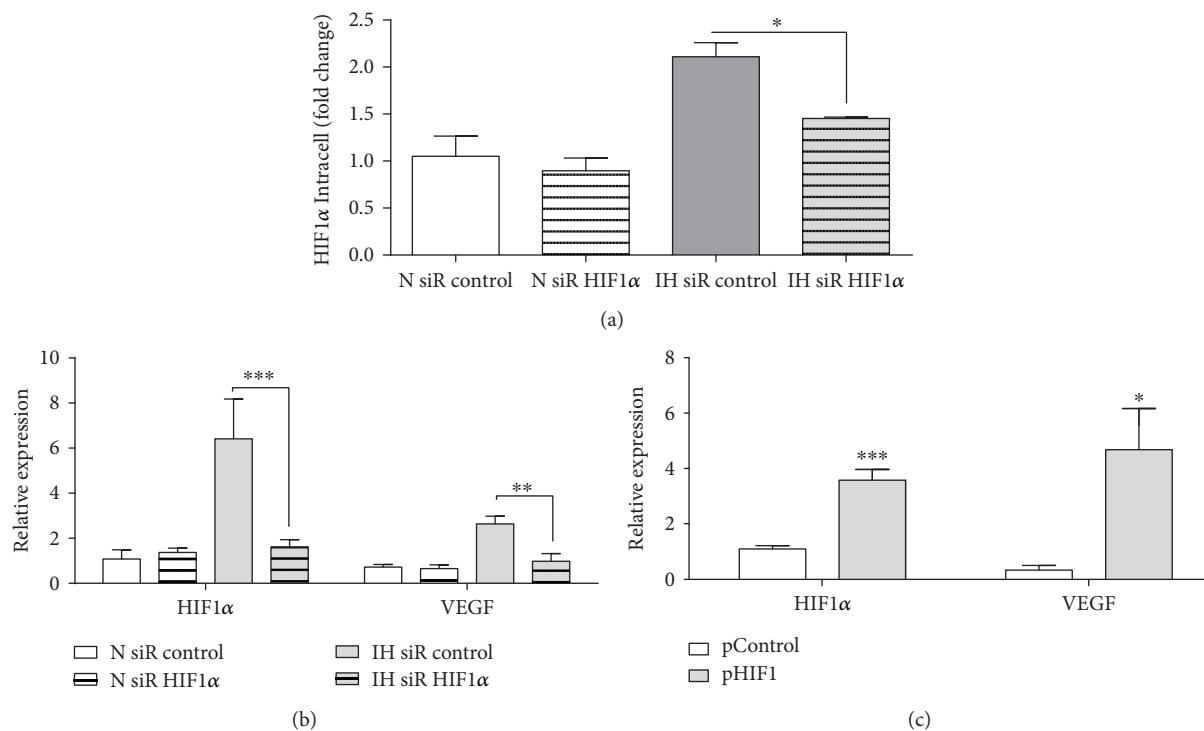 HIF1α Intracell (fold change)
2.5
2.0
1.5
1.0
0.5
0.0
*
N siR control
N siR HIF1α
IH siR control
IH siR HIF1α
(a)
Relative expression
10
8
6
4
2
0
***
**
HIF1α
VEGF
N siR control
N siR HIF1α
IH siR control
IH siR HIF1α
(b)
Relative expression
8
6
4
2
0
***
*
HIF1α
VEGF
pControl
pHIF1
(c)